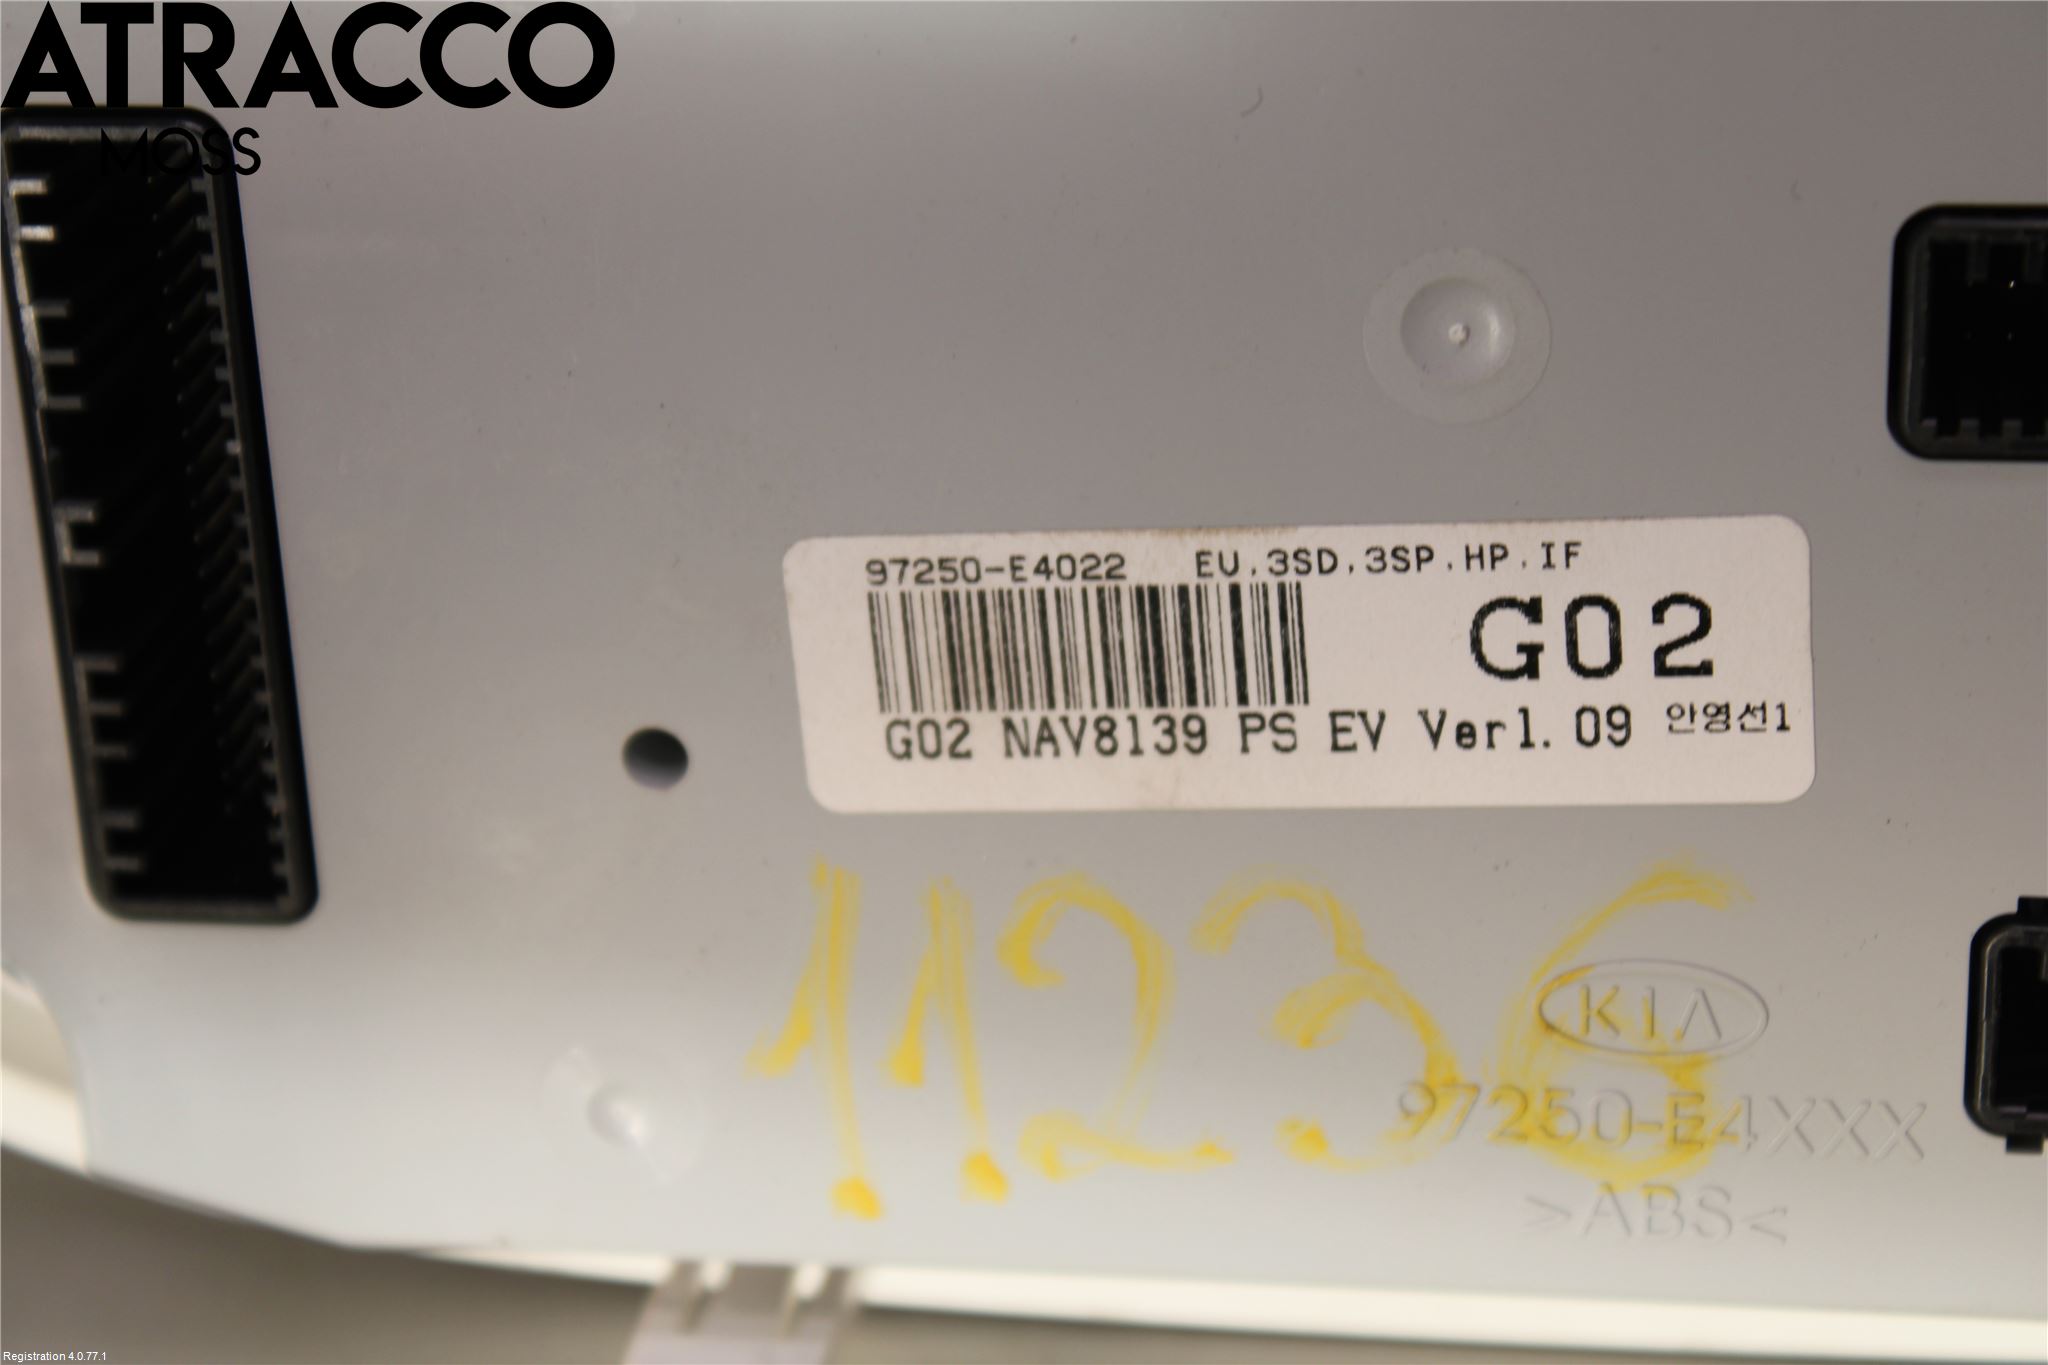 ATRACCO
MOSS
97250-E4022 EU.3SD.3SP.HP.IF
G02
G02 NAV8139 PS EV Ver1.09 안영선1
11236
KIA
97250-E4XXX
>ABS<
Registration 4.0.77.1